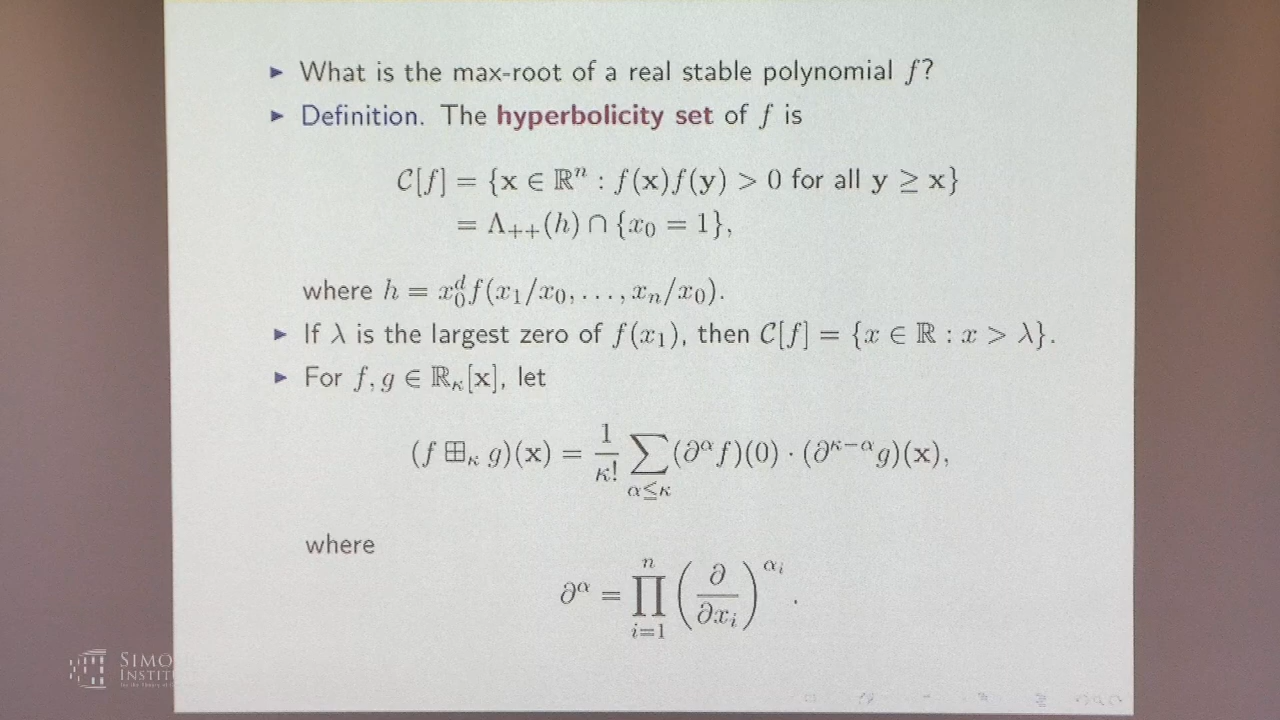 ► What is the max-root of a real stable polynomial f?
► Definition. The hyperbolicity set of f is
C[f] = {x ∈ ℝⁿ : f(x)f(y) > 0 for all y ≥ x}
= Λ₊₊(h) ∩ {x₀ = 1},
where h = x₀ᵈ f(x₁/x₀, . . . , xₙ/x₀).
► If λ is the largest zero of f(x₁), then C[f] = {x ∈ ℝ : x > λ}.
► For f, g ∈ ℝ_κ[x], let
(f ⊞_κ g)(x) = 1/κ! ∑_{α≤κ} (∂^α f)(0) · (∂^{κ−α} g)(x),
where
∂^α = ∏_{i=1}^{n} (∂/∂x_i)^{α_i} .
SIMO
INSTITU